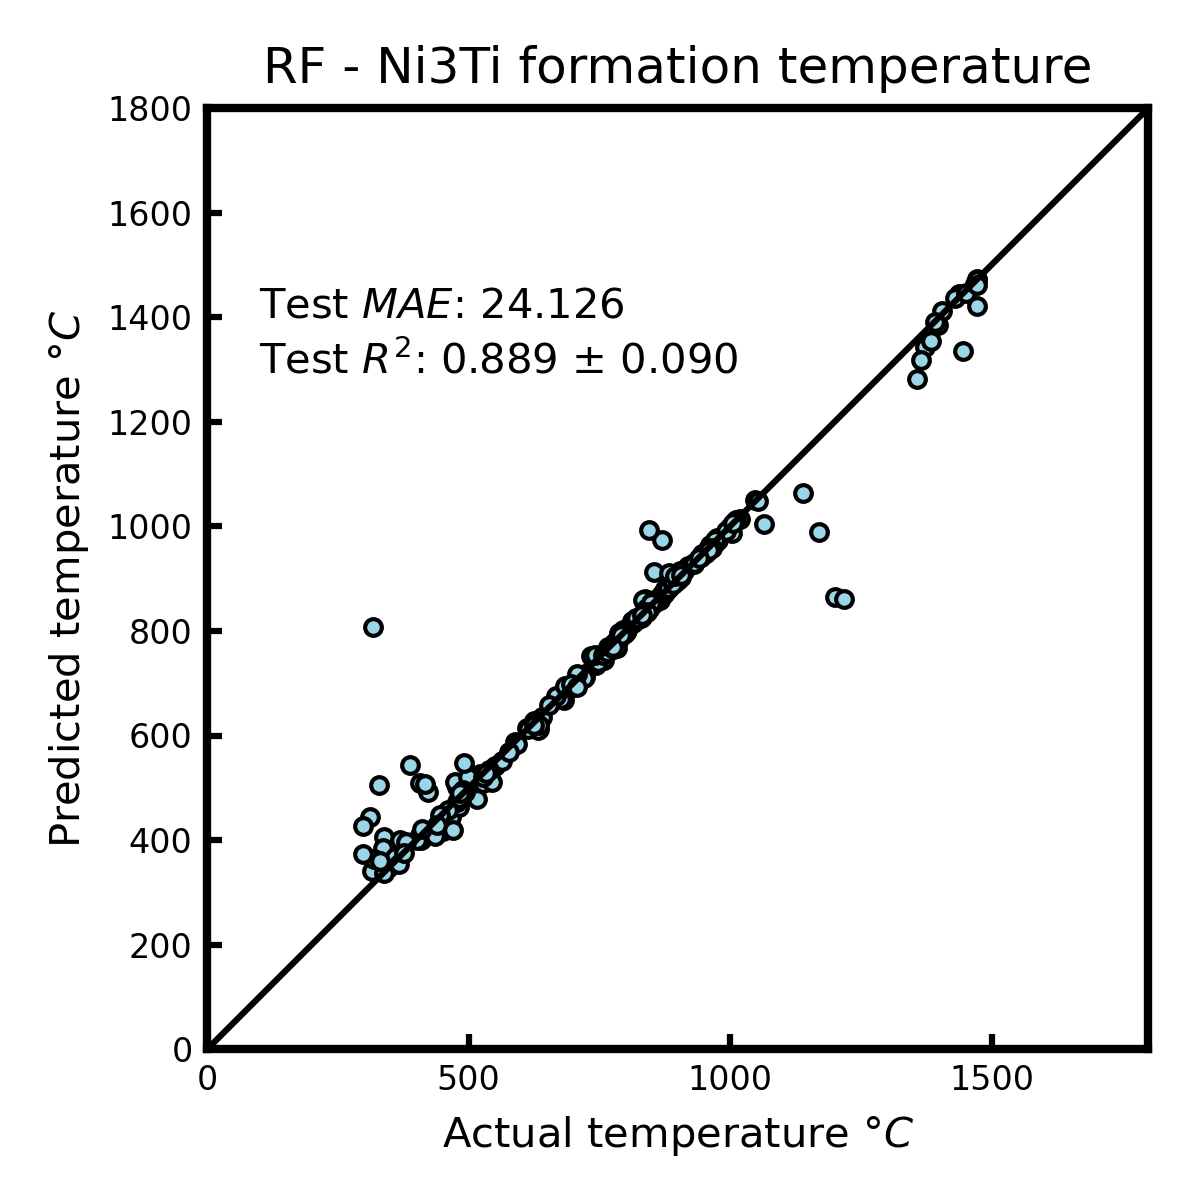 RF - Ni3Ti formation temperature
Test MAE: 24.126
Test R²: 0.889 ± 0.090
Predicted temperature °C
1800
1600
1400
1200
1000
800
600
400
200
0
0 500 1000 1500
Actual temperature °C